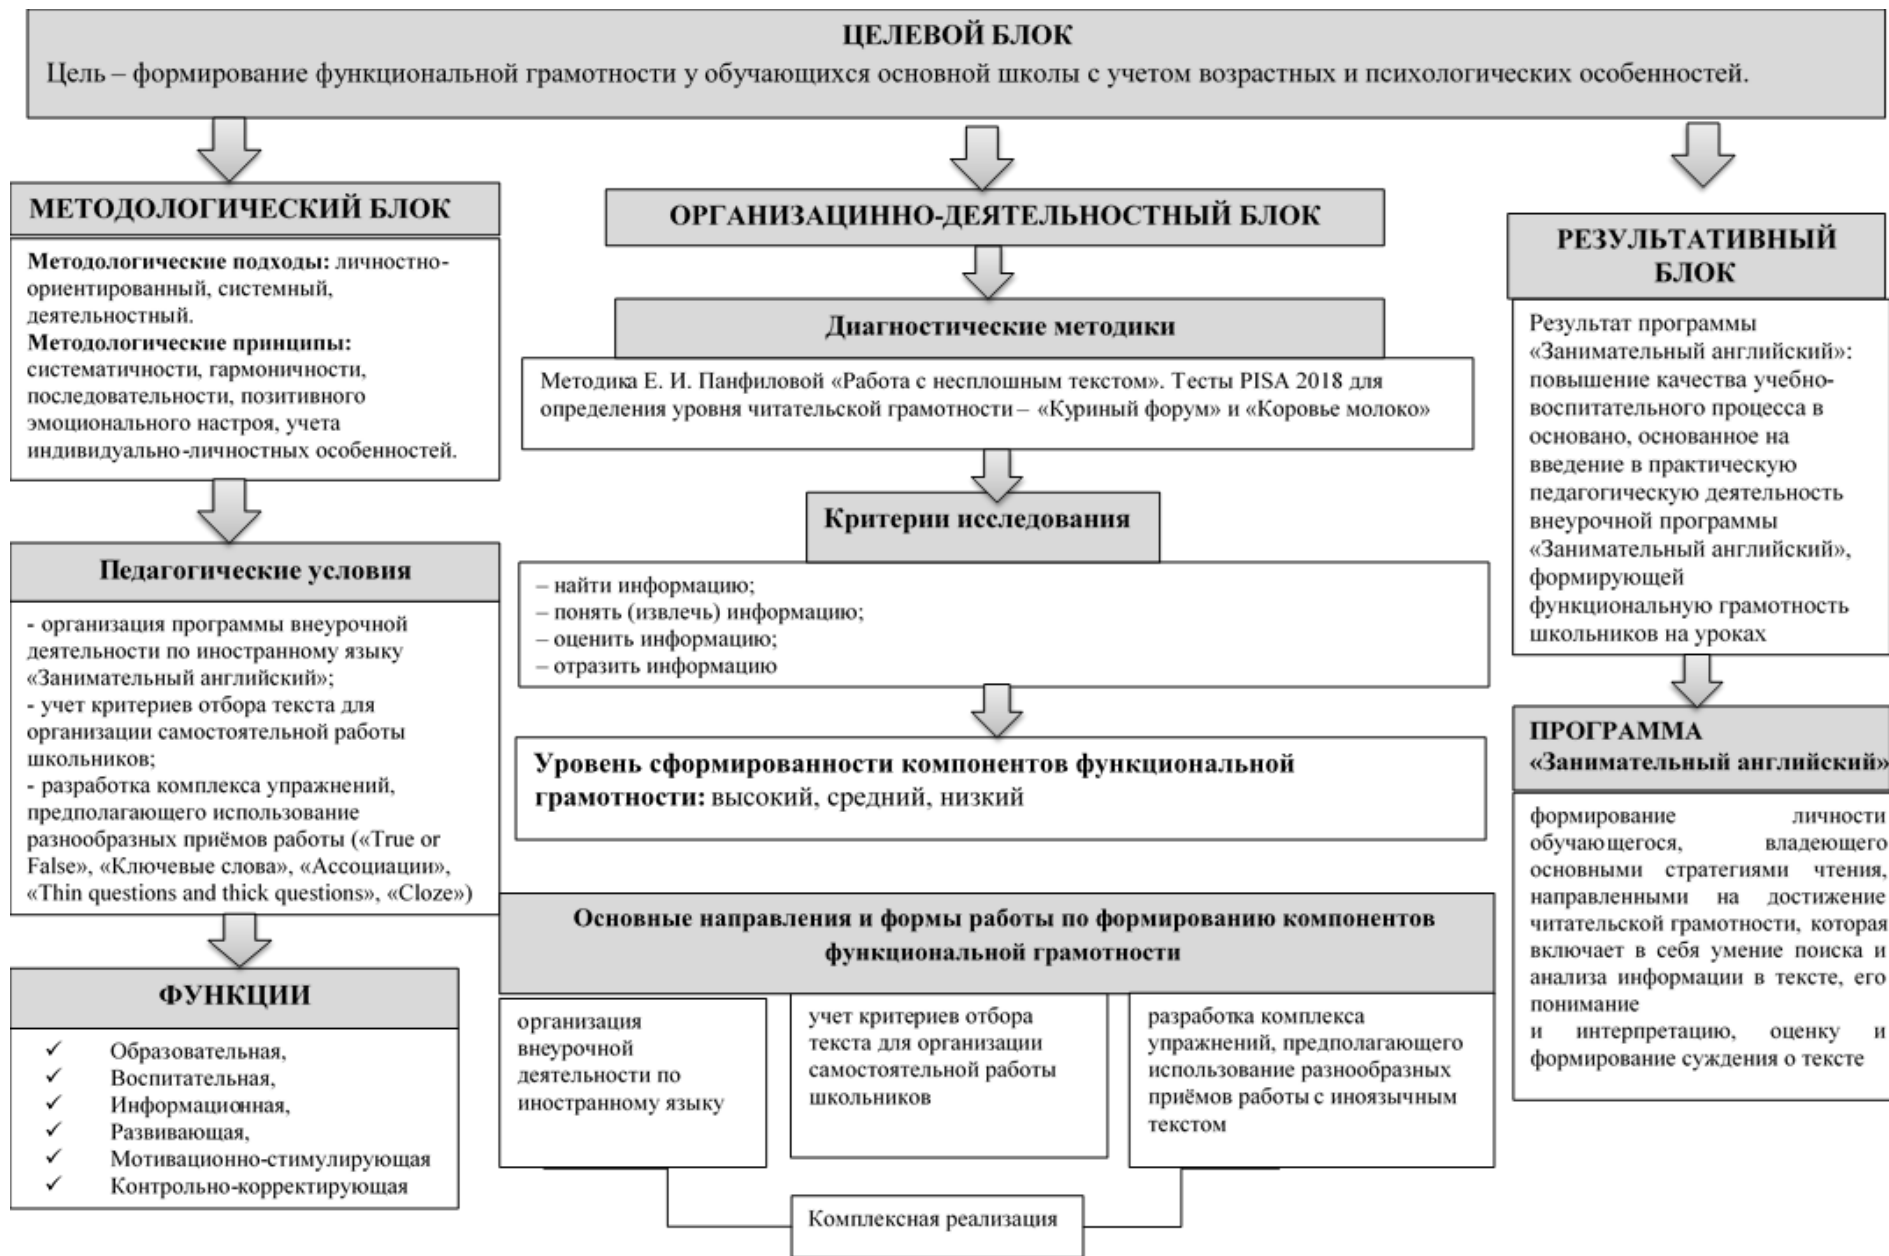 ЦЕЛЕВОЙ БЛОК
Цель – формирование функциональной грамотности у обучающихся основной школы с учетом возрастных и психологических особенностей.
МЕТОДОЛОГИЧЕСКИЙ БЛОК
Методологические подходы: личностно-
ориентированный, системный,
деятельностный.
Методологические принципы:
систематичности, гармоничности,
последовательности, позитивного
эмоционального настроя, учета
индивидуально-личностных особенностей.
Педагогические условия
- организация программы внеурочной
деятельности по иностранному языку
«Занимательный английский»;
- учет критериев отбора текста для
организации самостоятельной работы
школьников;
- разработка комплекса упражнений,
предполагающего использование
разнообразных приёмов работы («True or
False», «Ключевые слова», «Ассоциации»,
«Thin questions and thick questions», «Cloze»)
ФУНКЦИИ
✓ Образовательная,
✓ Воспитательная,
✓ Информационная,
✓ Развивающая,
✓ Мотивационно-стимулирующая
✓ Контрольно-корректирующая
ОРГАНИЗАЦИННО-ДЕЯТЕЛЬНОСТНЫЙ БЛОК
Диагностические методики
Методика Е. И. Панфиловой «Работа с несплошным текстом». Тесты PISA 2018 для
определения уровня читательской грамотности – «Куриный форум» и «Коровье молоко»
Критерии исследования
– найти информацию;
– понять (извлечь) информацию;
– оценить информацию;
– отразить информацию
Уровень сформированности компонентов функциональной
грамотности: высокий, средний, низкий
Основные направления и формы работы по формированию компонентов
функциональной грамотности
организация
внеурочной
деятельности по
иностранному языку
учет критериев отбора
текста для организации
самостоятельной работы
школьников
разработка комплекса
упражнений, предполагающего
использование разнообразных
приёмов работы с иноязычным
текстом
Комплексная реализация
РЕЗУЛЬТАТИВНЫЙ
БЛОК
Результат программы
«Занимательный английский»:
повышение качества учебно-
воспитательного процесса в
основано, основанное на
введение в практическую
педагогическую деятельность
внеурочной программы
«Занимательный английский»,
формирующей
функциональную грамотность
школьников на уроках
ПРОГРАММА
«Занимательный английский»
формирование личности
обучающегося, владеющего
основными стратегиями чтения,
направленными на достижение
читательской грамотности, которая
включает в себя умение поиска и
анализа информации в тексте, его
понимание
и интерпретацию, оценку и
формирование суждения о тексте